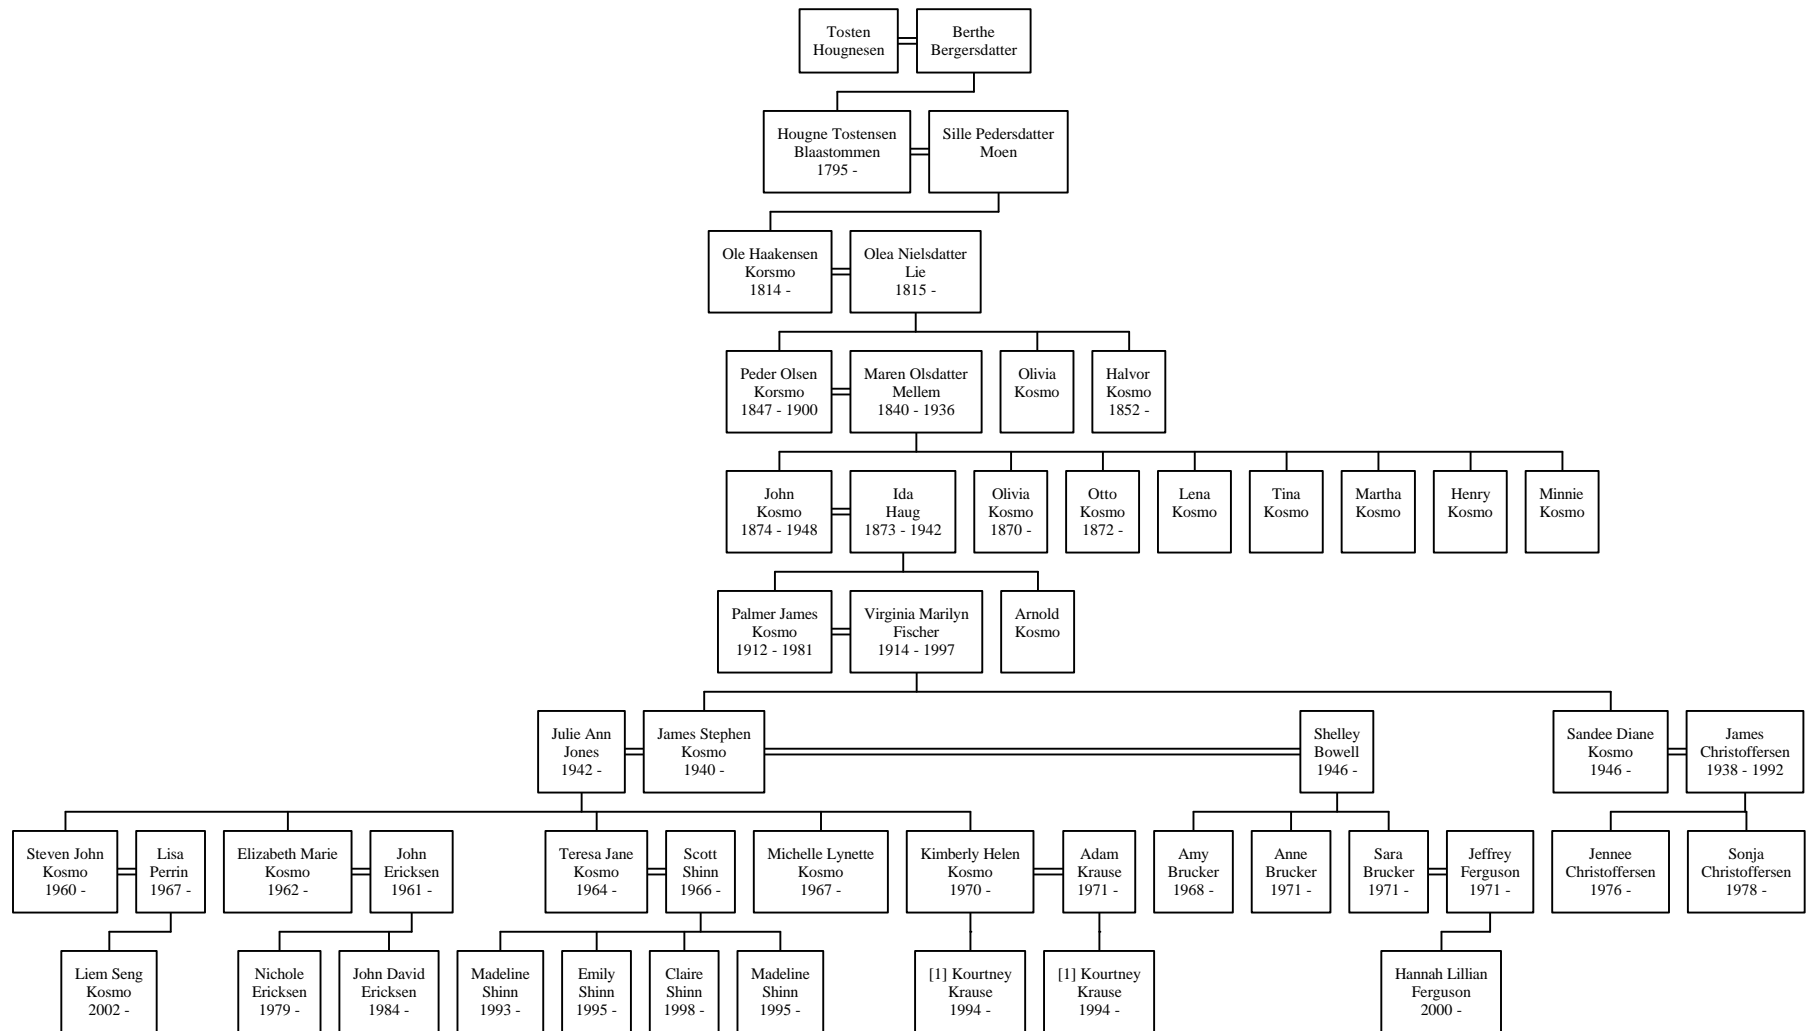 Tosten
Hougnesen
Berthe
Bergersdatter
Hougne Tostensen
Blaastommen
1795 -
Sille Pedersdatter
Moen
Ole Haakensen
Korsmo
1814 -
Olea Nielsdatter
Lie
1815 -
Peder Olsen
Korsmo
1847 - 1900
Maren Olsdatter
Mellem
1840 - 1936
Olivia
Kosmo
Halvor
Kosmo
1852 -
John
Kosmo
1874 - 1948
Ida
Haug
1873 - 1942
Olivia
Kosmo
1870 -
Otto
Kosmo
1872 -
Lena
Kosmo
Tina
Kosmo
Martha
Kosmo
Henry
Kosmo
Minnie
Kosmo
Palmer James
Kosmo
1912 - 1981
Virginia Marilyn
Fischer
1914 - 1997
Arnold
Kosmo
Julie Ann
Jones
1942 -
James Stephen
Kosmo
1940 -
Shelley
Bowell
1946 -
Sandee Diane
Kosmo
1946 -
James
Christoffersen
1938 - 1992
Steven John
Kosmo
1960 -
Lisa
Perrin
1967 -
Elizabeth Marie
Kosmo
1962 -
John
Ericksen
1961 -
Teresa Jane
Kosmo
1964 -
Scott
Shinn
1966 -
Michelle Lynette
Kosmo
1967 -
Kimberly Helen
Kosmo
1970 -
Adam
Krause
1971 -
Amy
Brucker
1968 -
Anne
Brucker
1971 -
Sara
Brucker
1971 -
Jeffrey
Ferguson
1971 -
Jennee
Christoffersen
1976 -
Sonja
Christoffersen
1978 -
Liem Seng
Kosmo
2002 -
Nichole
Ericksen
1979 -
John David
Ericksen
1984 -
Madeline
Shinn
1993 -
Emily
Shinn
1995 -
Claire
Shinn
1998 -
Madeline
Shinn
1995 -
[1] Kourtney
Krause
1994 -
[1] Kourtney
Krause
1994 -
Hannah Lillian
Ferguson
2000 -